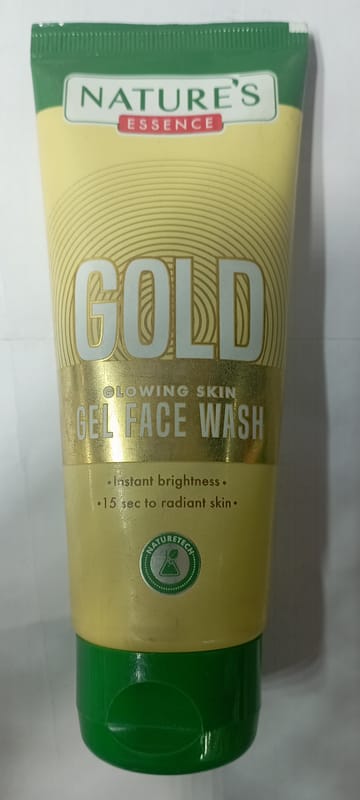 NATURE'S
ESSENCE
GOLD
GLOWING SKIN
GEL FACE WASH
•Instant brightness•
•15 sec to radiant skin•
NATURETECH